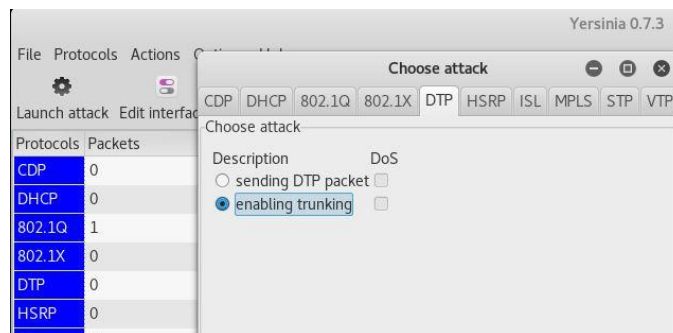 Yersinia 0.7.3
File Protocols Actions
Choose attack
Launch attack Edit interfac
CDP DHCP 802.1Q 802.1X DTP HSRP ISL MPLS STP VTP
Choose attack
Protocols Packets
Description DoS
CDP 0
sending DTP packet
DHCP 0
enabling trunking
802.1Q 1
802.1X 0
DTP 0
HSRP 0